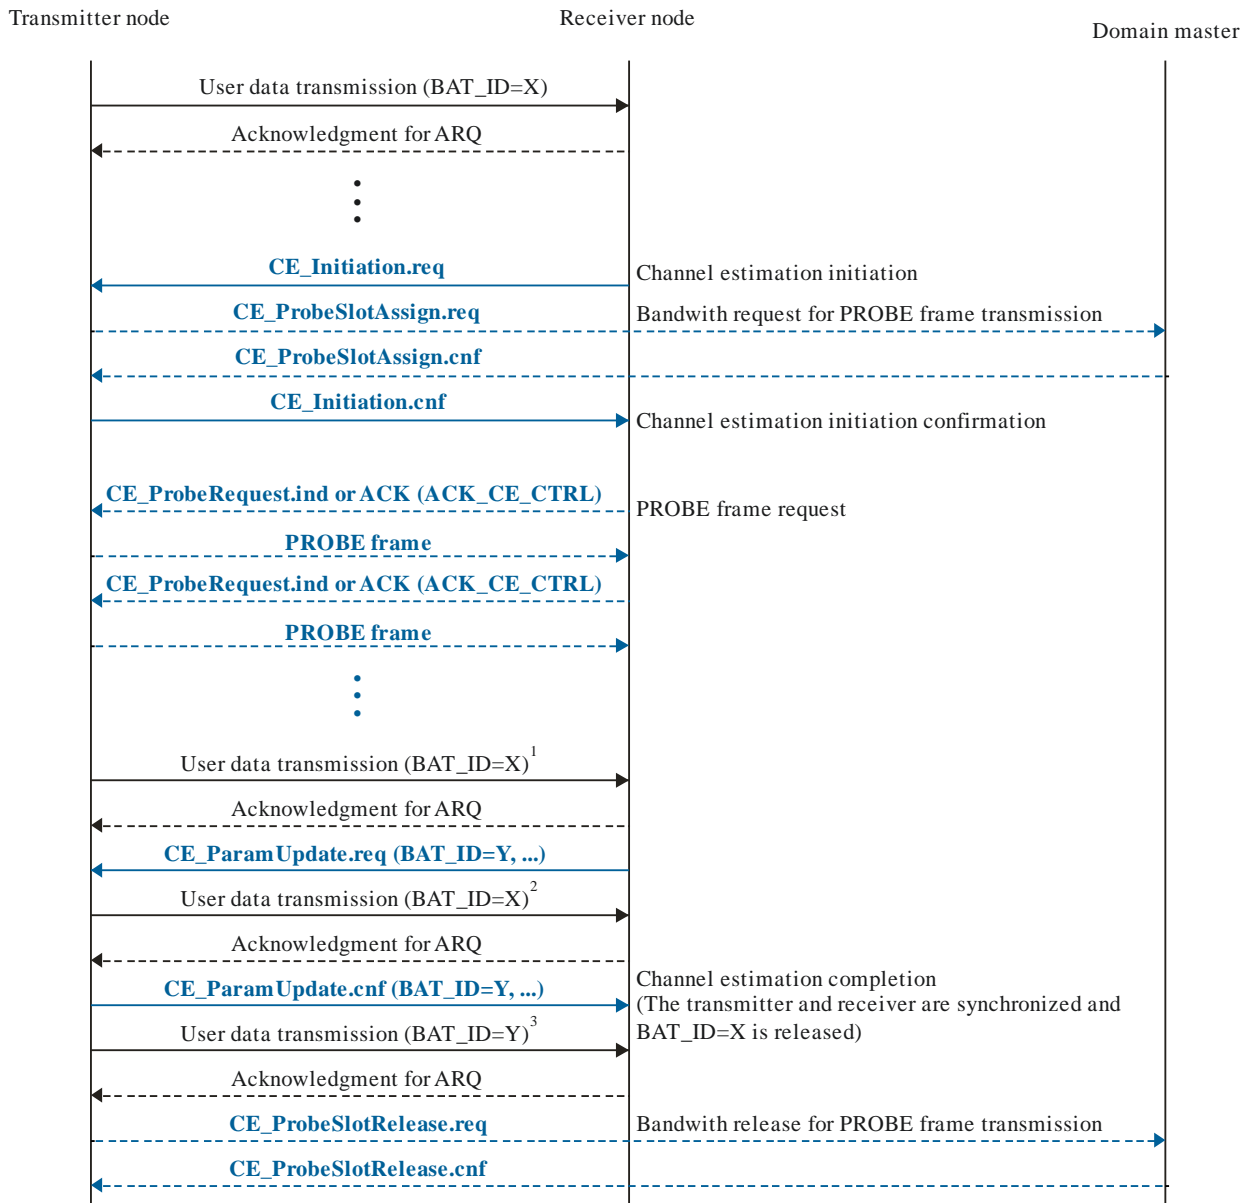 Transmitter node
Receiver node
Domain master
User data transmission (BAT_ID=X)
Acknowledgment for ARQ
CE_Initiation.req
Channel estimation initiation
CE_ProbeSlotAssign.req
Bandwith request for PROBE frame transmission
CE_ProbeSlotAssign.cnf
CE_Initiation.cnf
Channel estimation initiation confirmation
CE_ProbeRequest.ind or ACK (ACK_CE_CTRL)
PROBE frame request
PROBE frame
CE_ProbeRequest.ind or ACK (ACK_CE_CTRL)
PROBE frame
User data transmission (BAT_ID=X)1
Acknowledgment for ARQ
CE_ParamUpdate.req (BAT_ID=Y, ...)
User data transmission (BAT_ID=X)2
Acknowledgment for ARQ
CE_ParamUpdate.cnf (BAT_ID=Y, ...)
Channel estimation completion
(The transmitter and receiver are synchronized and
BAT_ID=X is released)
User data transmission (BAT_ID=Y)3
Acknowledgment for ARQ
CE_ProbeSlotRelease.req
Bandwith release for PROBE frame transmission
CE_ProbeSlotRelease.cnf